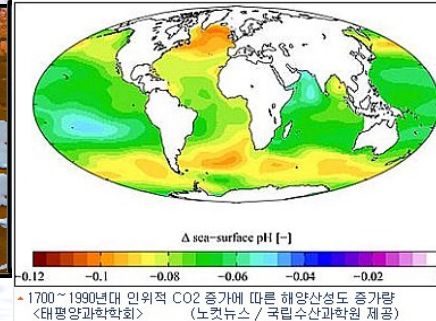 Δ sea-surface pH [-]
-0.12 -0.1 -0.08 -0.06 -0.04 -0.02 0
▲1700~1990년대 인위적 CO2 증가에 따른 해양산성도 증가량
<태평양과학학회> (노컷뉴스 / 국립수산과학원 제공)